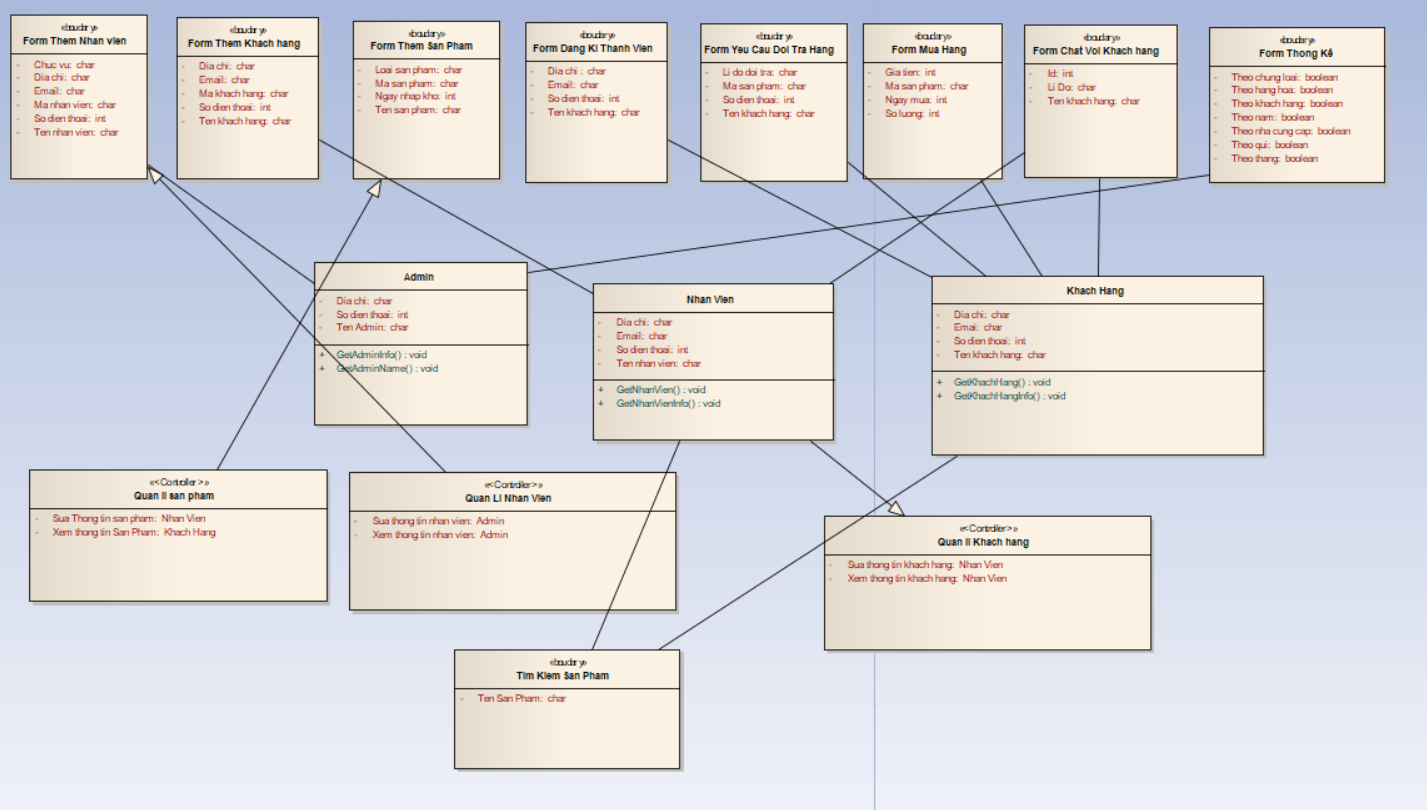 «boundary»
Form Them Nhan vien
- Chuc vu: char
- Dia chi: char
- Email: char
- Ma nhan vien: char
- So dien thoai: int
- Ten nhan vien: char
«boundary»
Form Them Khach hang
- Dia chi: char
- Email: char
- Ma khach hang: char
- So dien thoai: int
- Ten khach hang: char
«boundary»
Form Them San Pham
- Loai san pham: char
- Ma san pham: char
- Ngay nhap kho: int
- Ten san pham: char
«boundary»
Form Dang Ki Thanh Vien
- Dia chi : char
- Email: char
- So dien thoai: int
- Ten khach hang: char
«boundary»
Form Yeu Cau Doi Tra Hang
- Li do doi tra: char
- Ma san pham: char
- So dien thoai: int
- Ten khach hang: char
«boundary»
Form Mua Hang
- Gia tien: int
- Ma san pham: char
- Ngay mua: int
- So luong: int
«boundary»
Form Chat Voi Khach hang
- Id: int
- Li Do: char
- Ten khach hang: char
«boundary»
Form Thong Kê
- Theo chung loai: boolean
- Theo hang hoa: boolean
- Theo khach hang: boolean
- Theo nam: boolean
- Theo nha cung cap: boolean
- Theo qui: boolean
- Theo thang: boolean
Admin
- Dia chi: char
- So dien thoai: int
- Ten Admin: char
+ GetAdminInfo() : void
+ GetAdminName() : void
Nhan Vien
- Dia chi: char
- Email: char
- So dien thoai: int
- Ten nhan vien: char
+ GetNhanVien() : void
+ GetNhanVienInfo() : void
Khach Hang
- Dia chi: char
- Emai: char
- So dien thoai: int
- Ten khach hang: char
+ GetKhachHang() : void
+ GetKhachHangInfo() : void
«<Controller>»
Quan li san pham
- Sua Thong tin san pham: Nhan Vien
- Xem thong tin San Pham: Khach Hang
«<Controller>»
Quan Li Nhan Vien
- Sua thong tin nhan vien: Admin
- Xem thong tin nhan vien: Admin
«<Controller>»
Quan li Khach hang
- Sua thong tin khach hang: Nhan Vien
- Xem thong tin khach hang: Nhan Vien
«boundary»
Tim Kiem San Pham
- Ten San Pham: char